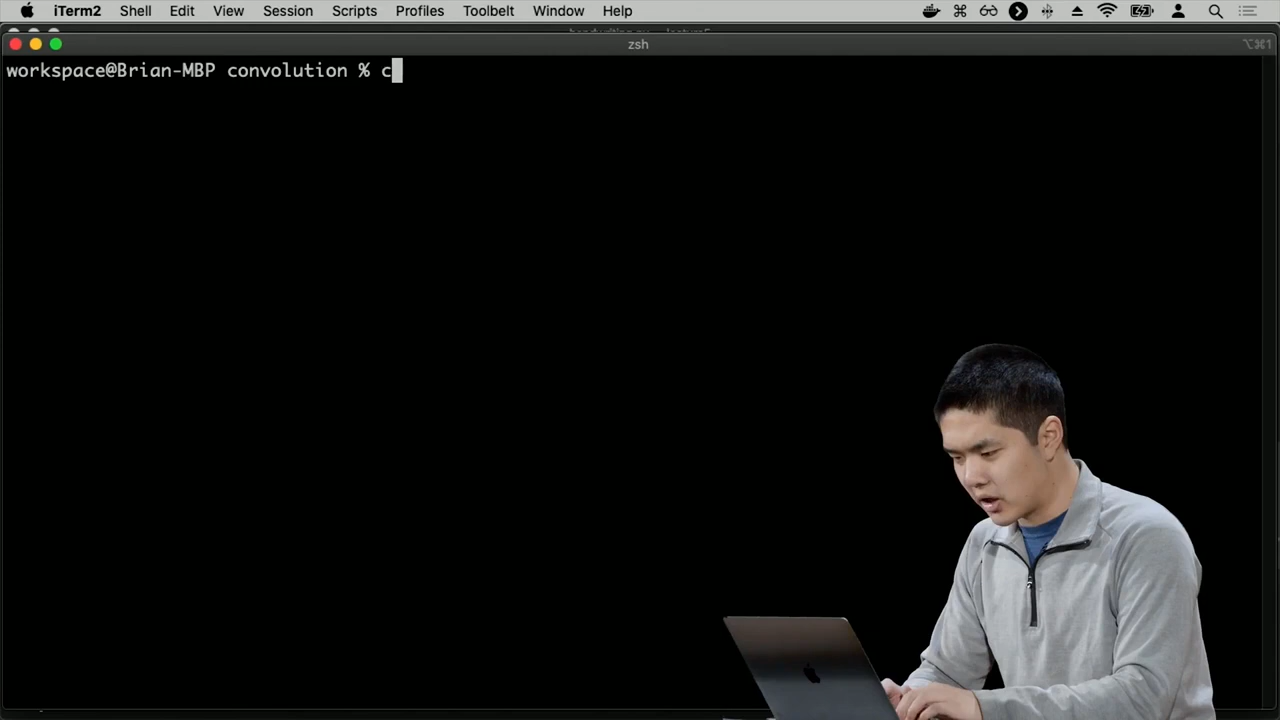 iTerm2 Shell Edit View Session Scripts Profiles Toolbelt Window Help
zsh
⌥⌘1
workspace@Brian-MBP convolution % c